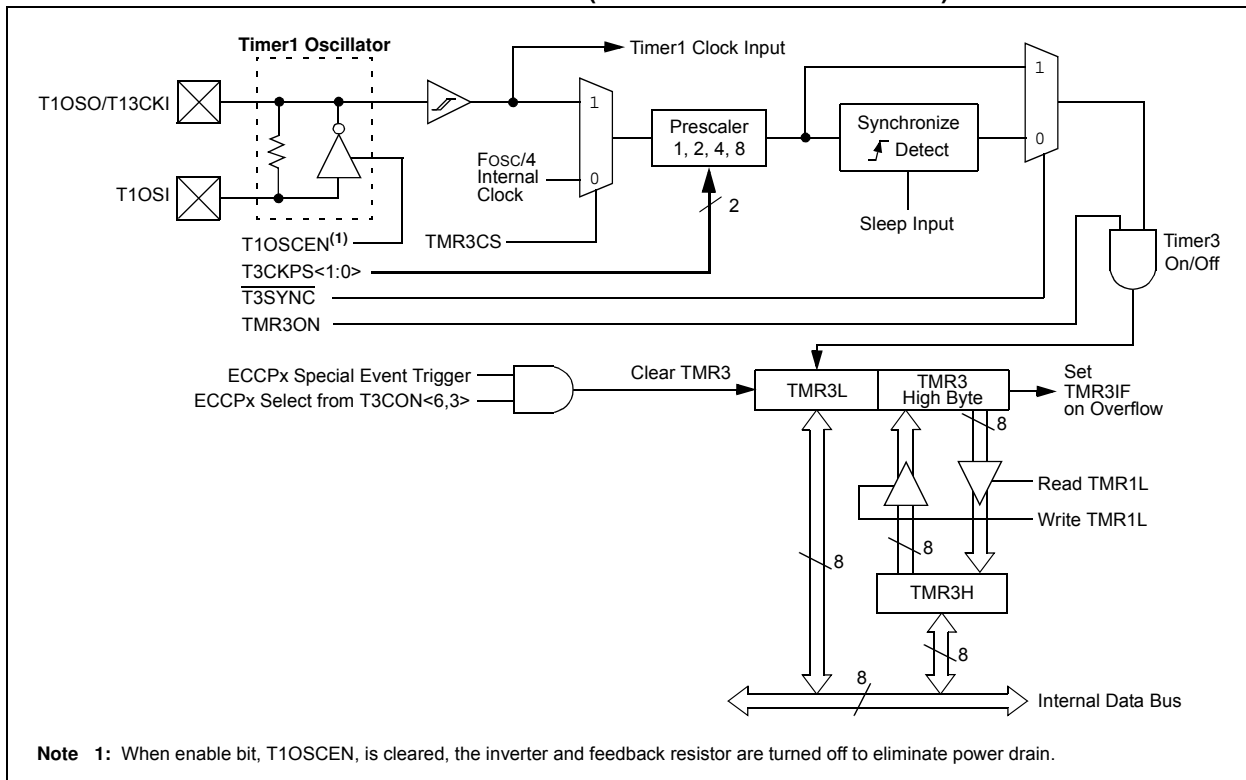 Timer1 Oscillator
Timer1 Clock Input
T1OSO/T13CKI
T1OSI
1
0
FOSC/4
Internal
Clock
Prescaler
1, 2, 4, 8
2
Synchronize
Detect
Sleep Input
1
0
T1OSCEN(1)
TMR3CS
T3CKPS<1:0>
T3SYNC
TMR3ON
Timer3
On/Off
ECCPx Special Event Trigger
ECCPx Select from T3CON<6,3>
Clear TMR3
TMR3L
TMR3
High Byte
Set
TMR3IF
on Overflow
8
Read TMR1L
Write TMR1L
8
8
TMR3H
8
8
Internal Data Bus
Note 1: When enable bit, T1OSCEN, is cleared, the inverter and feedback resistor are turned off to eliminate power drain.